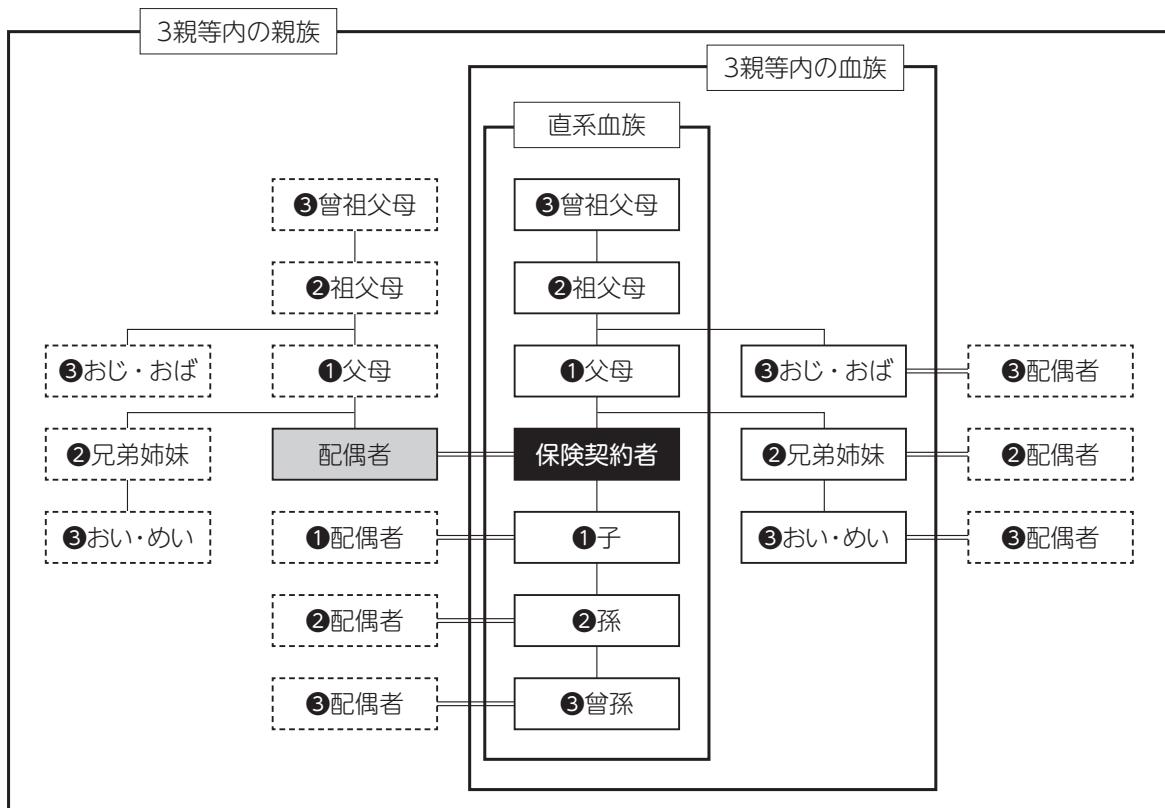 3親等内の親族
3親等内の血族
直系血族
❸曾祖父母
❸曾祖父母
❷祖父母
❷祖父母
❸おじ・おば
❶父母
❶父母
❸おじ・おば
❸配偶者
❷兄弟姉妹
配偶者
保険契約者
❷兄弟姉妹
❷配偶者
❸おい・めい
❶配偶者
❶子
❸おい・めい
❸配偶者
❷配偶者
❷孫
❸配偶者
❸曾孫